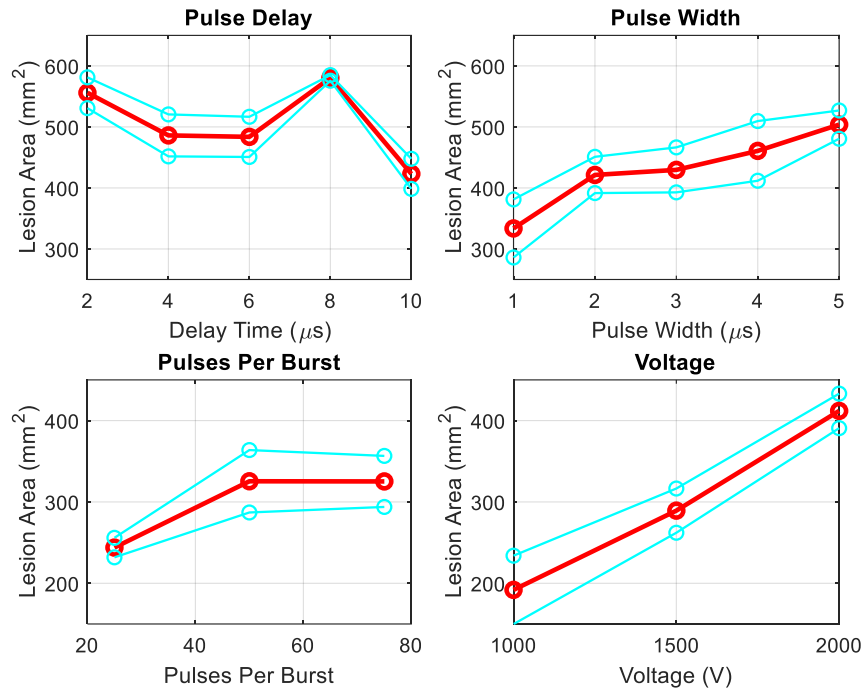 Pulse Delay
Lesion Area (mm²)
600
500
400
300
2 4 6 8 10
Delay Time (μs)
Pulse Width
Lesion Area (mm²)
600
500
400
300
1 2 3 4 5
Pulse Width (μs)
Pulses Per Burst
Lesion Area (mm²)
400
300
200
20 40 60 80
Pulses Per Burst
Voltage
Lesion Area (mm²)
400
300
200
1000 1500 2000
Voltage (V)